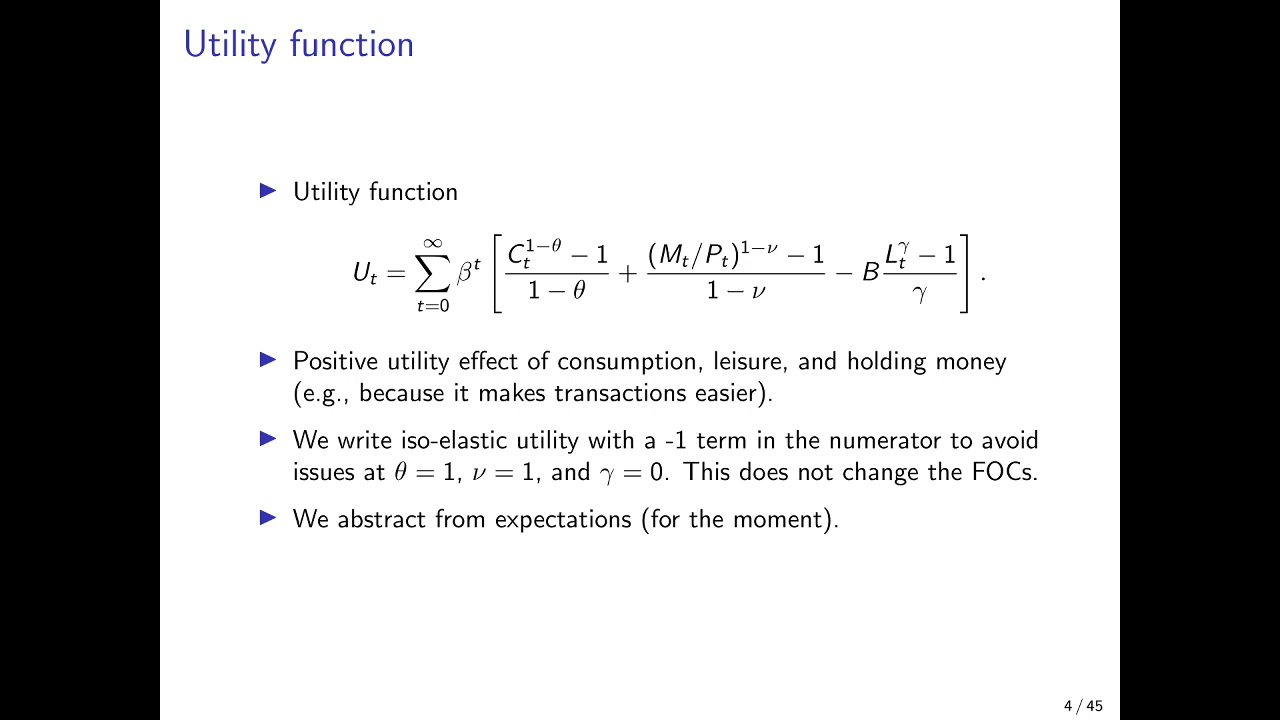 Utility function
▶ Utility function
$U_t = \sum_{t=0}^{\infty} \beta^t \left[ \frac{C_t^{1-\theta} - 1}{1-\theta} + \frac{(M_t/P_t)^{1-\nu} - 1}{1-\nu} - B \frac{L_t^{\gamma} - 1}{\gamma} \right].$
▶ Positive utility effect of consumption, leisure, and holding money
(e.g., because it makes transactions easier).
▶ We write iso-elastic utility with a -1 term in the numerator to avoid
issues at θ = 1, ν = 1, and γ = 0. This does not change the FOCs.
▶ We abstract from expectations (for the moment).
4 / 45